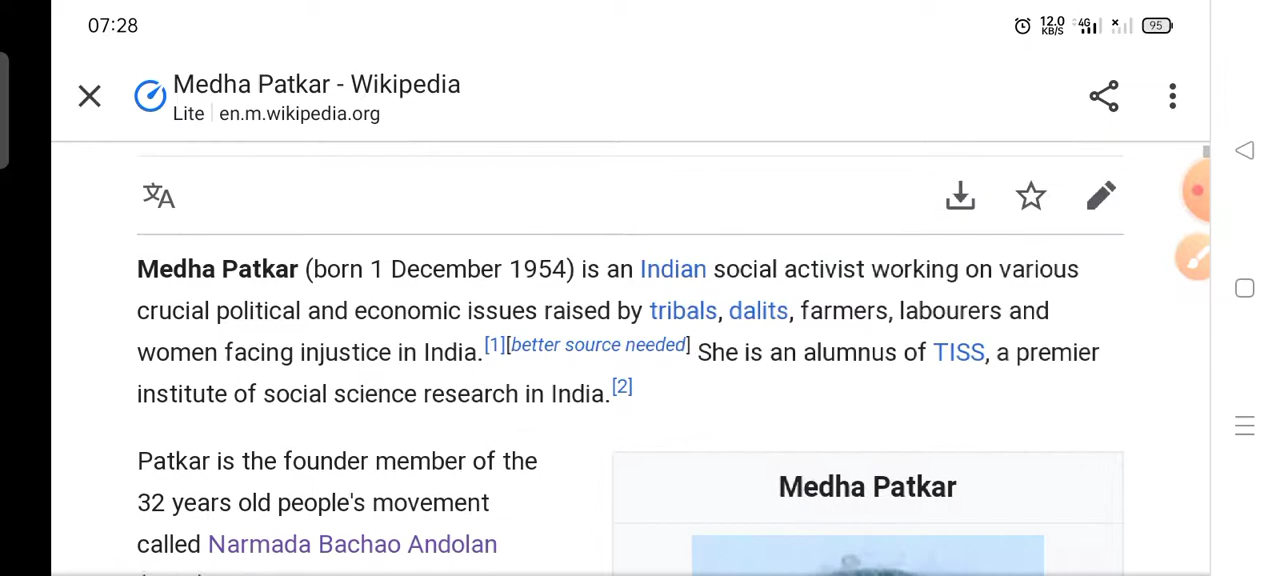 07:28
12.0
KB/S
4G
95
Medha Patkar - Wikipedia
Lite en.m.wikipedia.org
Medha Patkar (born 1 December 1954) is an Indian social activist working on various
crucial political and economic issues raised by tribals, dalits, farmers, labourers and
women facing injustice in India.[1][better source needed] She is an alumnus of TISS, a premier
institute of social science research in India.[2]
Patkar is the founder member of the
32 years old people's movement
called Narmada Bachao Andolan
Medha Patkar